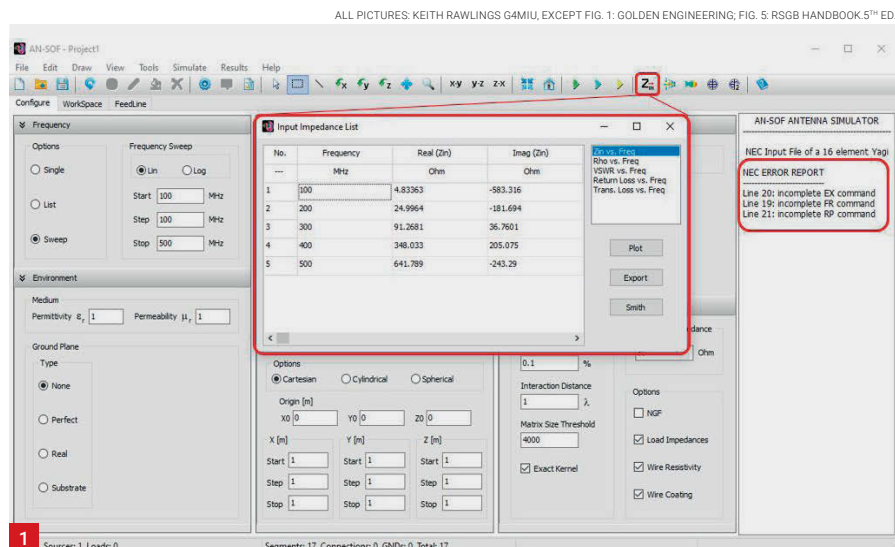 ALL PICTURES: KEITH RAWLINGS G4MIU, EXCEPT FIG. 1: GOLDEN ENGINEERING; FIG. 5: RSGB HANDBOOK.5TH ED.
AN-SOF - Project1
File Edit Draw View Tools Simulate Results Help
x-y y-z z-x
Configure WorkSpace FeedLine
Frequency
Options
Single
List
Sweep
Frequency Sweep
Lin Log
Start 100 MHz
Step 100 MHz
Stop 500 MHz
Environment
Medium
Permittivity εr 1 Permeability μr 1
Ground Plane
Type
None
Perfect
Real
Substrate
Input Impedance List
No. Frequency Real (Zin) Imag (Zin)
--- MHz Ohm Ohm
1 100 4.83363 -583.316
2 200 24.9964 -181.694
3 300 91.2681 36.7601
4 400 348.033 205.075
5 500 641.789 -243.29
Zin vs. Freq
Rho vs. Freq
VSWR vs. Freq
Return Loss vs. Freq
Trans. Loss vs. Freq
Plot
Export
Smith
Options
Cartesian Cylindrical Spherical
Origin [m]
X0 0 Y0 0 Z0 0
X [m] Y [m] Z [m]
Start 1 Start 1 Start 1
Step 1 Step 1 Step 1
Stop 1 Stop 1 Stop 1
0.1 %
Interaction Distance
1 λ
Matrix Size Threshold
4000
Exact Kernel
Ohm
Options
NGF
Load Impedances
Wire Resistivity
Wire Coating
AN-SOF ANTENNA SIMULATOR
NEC Input File of a 16 element Yagi
NEC ERROR REPORT
Line 20: incomplete EX command
Line 19: incomplete FR command
Line 21: incomplete RP command
1
Sources: 1 Loads: 0 Segments: 17 Connections: 0 GNDs: 0 Total: 17